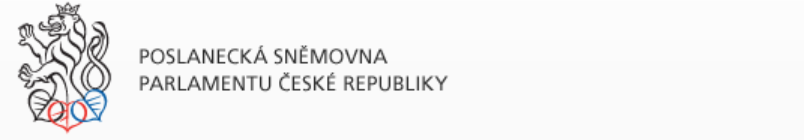 POSLANECKÁ SNĚMOVNA
PARLAMENTU ČESKÉ REPUBLIKY